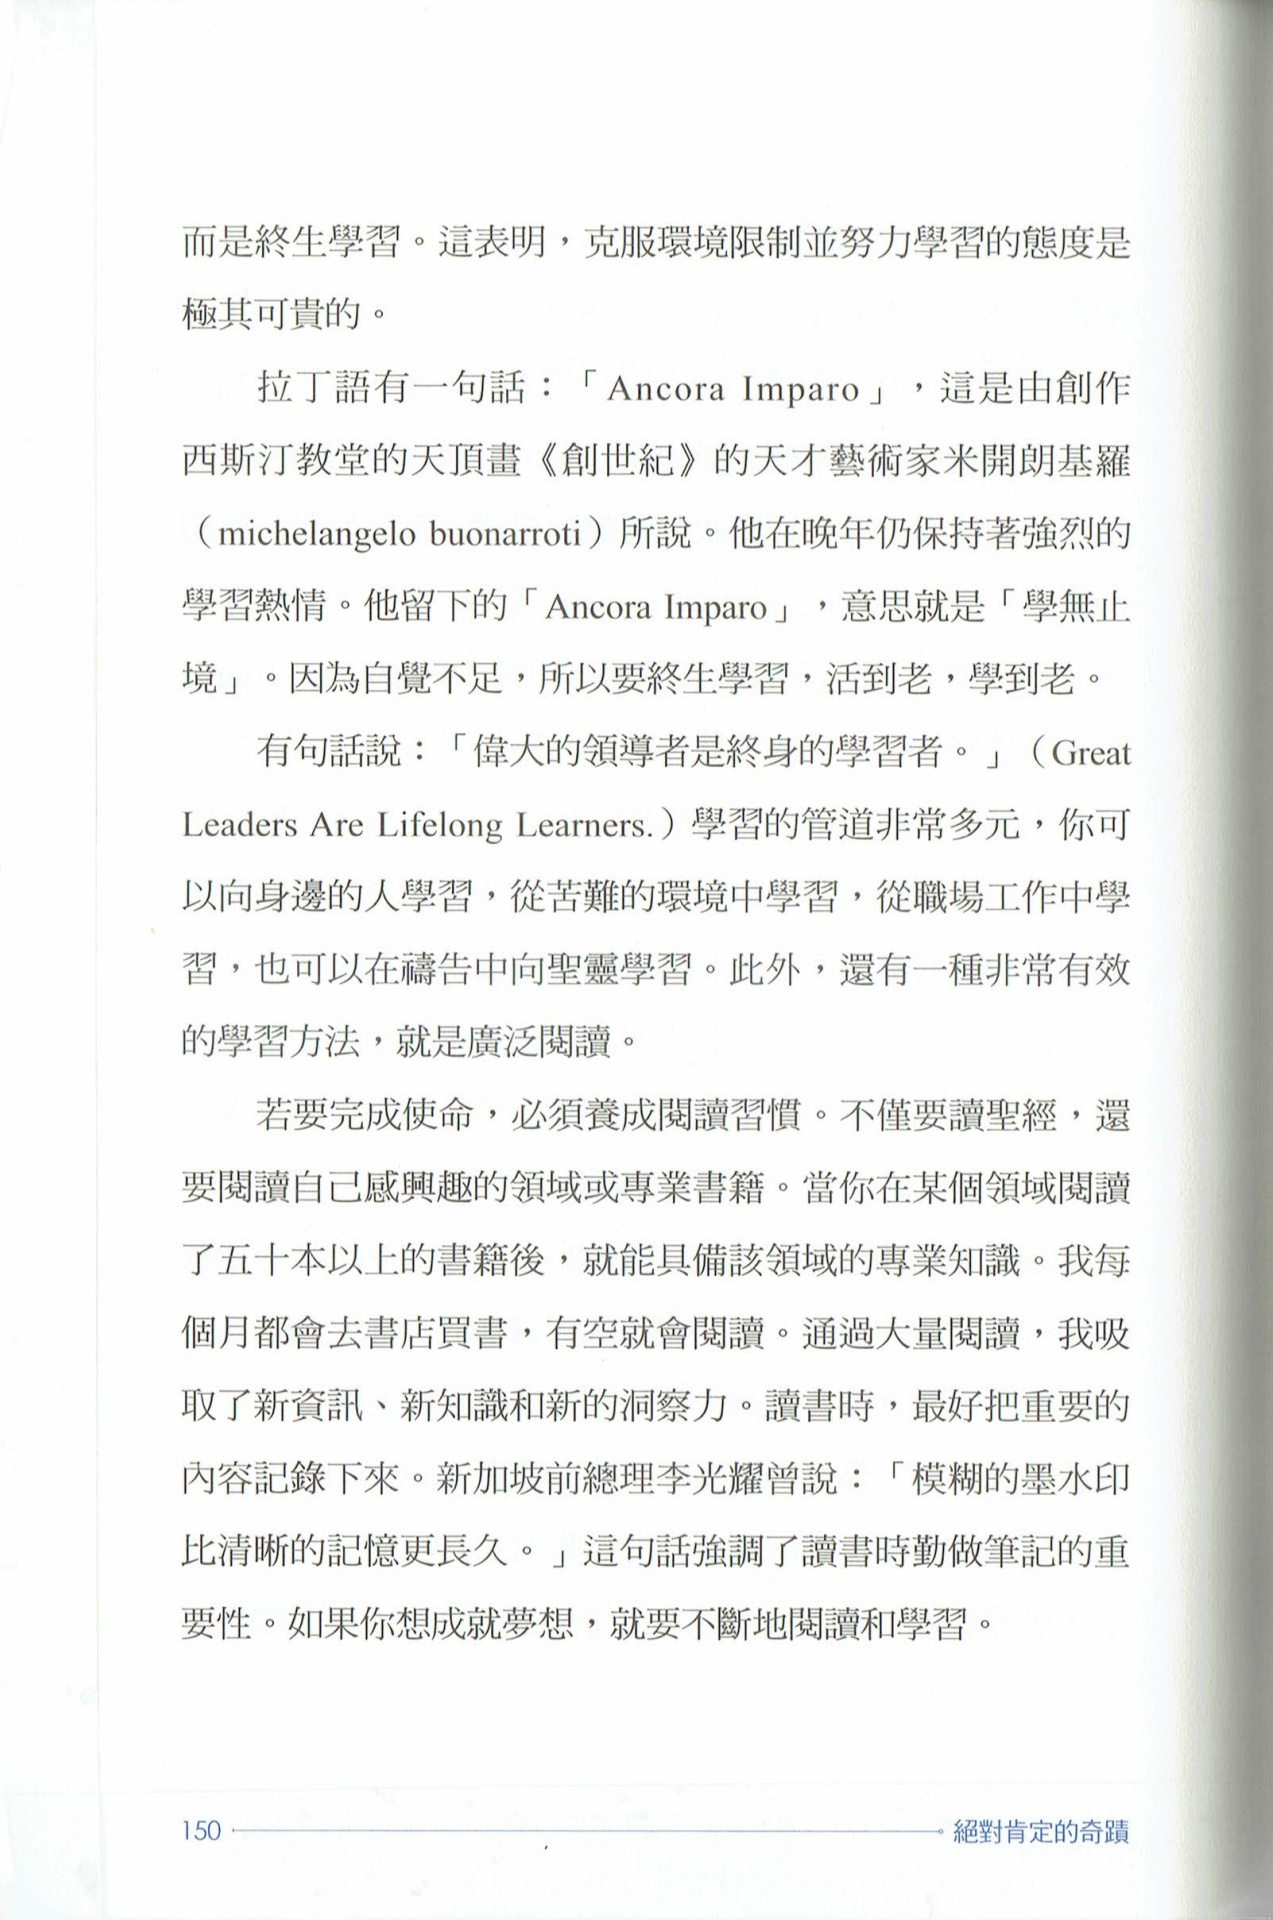 而是終生學習。這表明，克服環境限制並努力學習的態度是
極其可貴的。
拉丁語有一句話：「Ancora Imparo」，這是由創作
西斯汀教堂的天頂畫《創世紀》的天才藝術家米開朗基羅
（michelangelo buonarroti）所說。他在晚年仍保持著強烈的
學習熱情。他留下的「Ancora Imparo」，意思就是「學無止
境」。因為自覺不足，所以要終生學習，活到老，學到老。
有句話說：「偉大的領導者是終身的學習者。」（Great
Leaders Are Lifelong Learners.）學習的管道非常多元，你可
以向身邊的人學習，從苦難的環境中學習，從職場工作中學
習，也可以在禱告中向聖靈學習。此外，還有一種非常有效
的學習方法，就是廣泛閱讀。
若要完成使命，必須養成閱讀習慣。不僅要讀聖經，還
要閱讀自己感興趣的領域或專業書籍。當你在某個領域閱讀
了五十本以上的書籍後，就能具備該領域的專業知識。我每
個月都會去書店買書，有空就會閱讀。通過大量閱讀，我吸
取了新資訊、新知識和新的洞察力。讀書時，最好把重要的
內容記錄下來。新加坡前總理李光耀曾說：「模糊的墨水印
比清晰的記憶更長久。」這句話強調了讀書時勤做筆記的重
要性。如果你想成就夢想，就要不斷地閱讀和學習。
150 絕對肯定的奇蹟